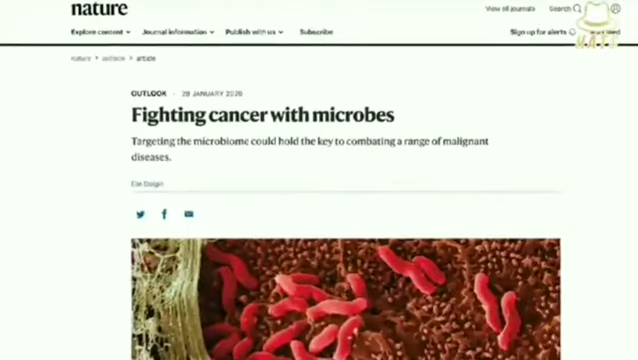 nature
View all journals
Search
Explore content
Journal information
Publish with us
Subscribe
Sign up for alerts
nature > outlook > article
OUTLOOK · 29 JANUARY 2020
Fighting cancer with microbes
Targeting the microbiome could hold the key to combating a range of malignant
diseases.
Elie Dolgin